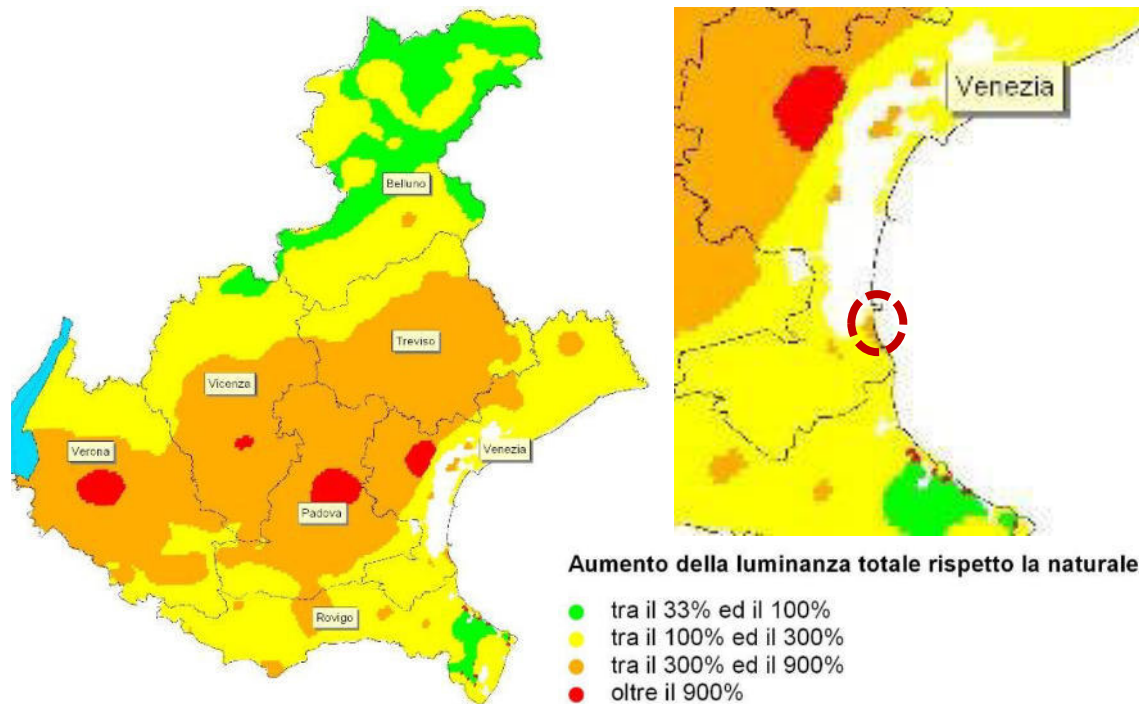 Belluno
Treviso
Vicenza
Verona
Venezia
Padova
Rovigo
Venezia
Aumento della luminanza totale rispetto la naturale
tra il 33% ed il 100%
tra il 100% ed il 300%
tra il 300% ed il 900%
oltre il 900%